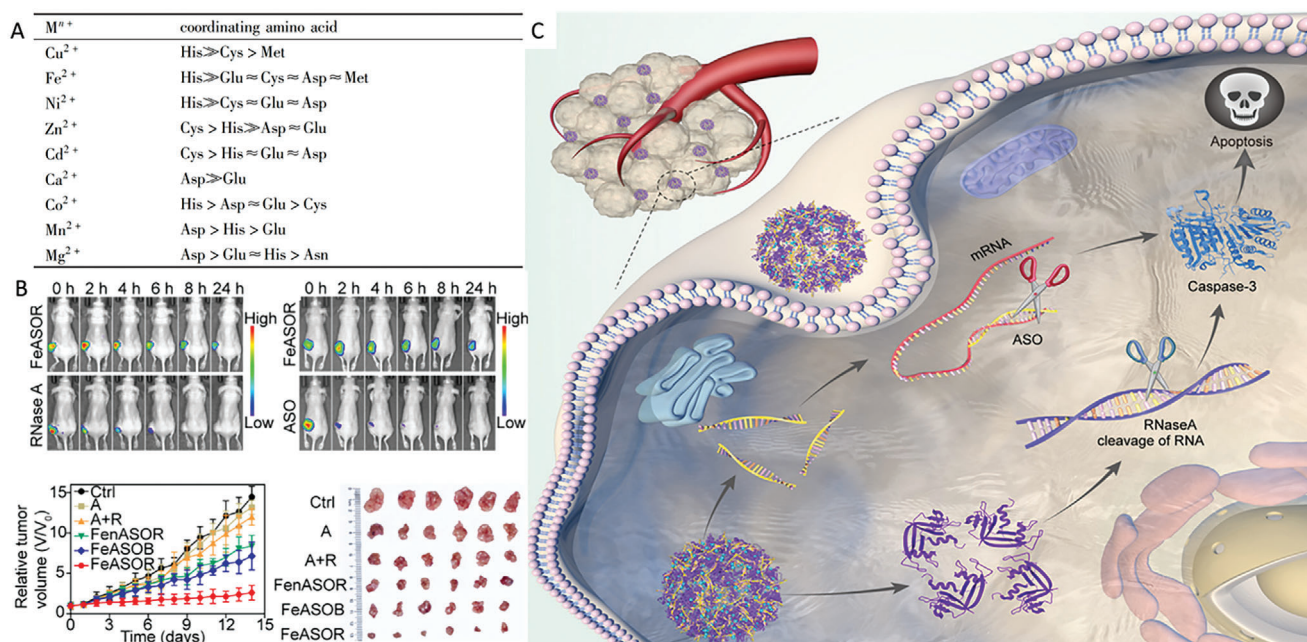 A
Mⁿ⁺ coordinating amino acid
Cu²⁺ His≫Cys > Met
Fe²⁺ His≫Glu ≈ Cys ≈ Asp ≈ Met
Ni²⁺ His≫Cys ≈ Glu ≈ Asp
Zn²⁺ Cys > His≫Asp ≈ Glu
Cd²⁺ Cys > His ≈ Glu ≈ Asp
Ca²⁺ Asp≫Glu
Co²⁺ His > Asp ≈ Glu > Cys
Mn²⁺ Asp > His > Glu
Mg²⁺ Asp > Glu ≈ His > Asn
B
0 h 2 h 4 h 6 h 8 h 24 h
High
FeASOR
RNase A
Low
0 h 2 h 4 h 6 h 8 h 24 h
High
FeASOR
ASO
Low
Relative tumor
volume (V/V₀)
15
10
5
0
0 3 6 9 12 15
Time (days)
Ctrl
A
A+R
FenASOR
FeASOB
FeASOR
Ctrl
A
A+R
FenASOR
FeASOB
FeASOR
C
Apoptosis
mRNA
Caspase-3
ASO
RNaseA
cleavage of RNA